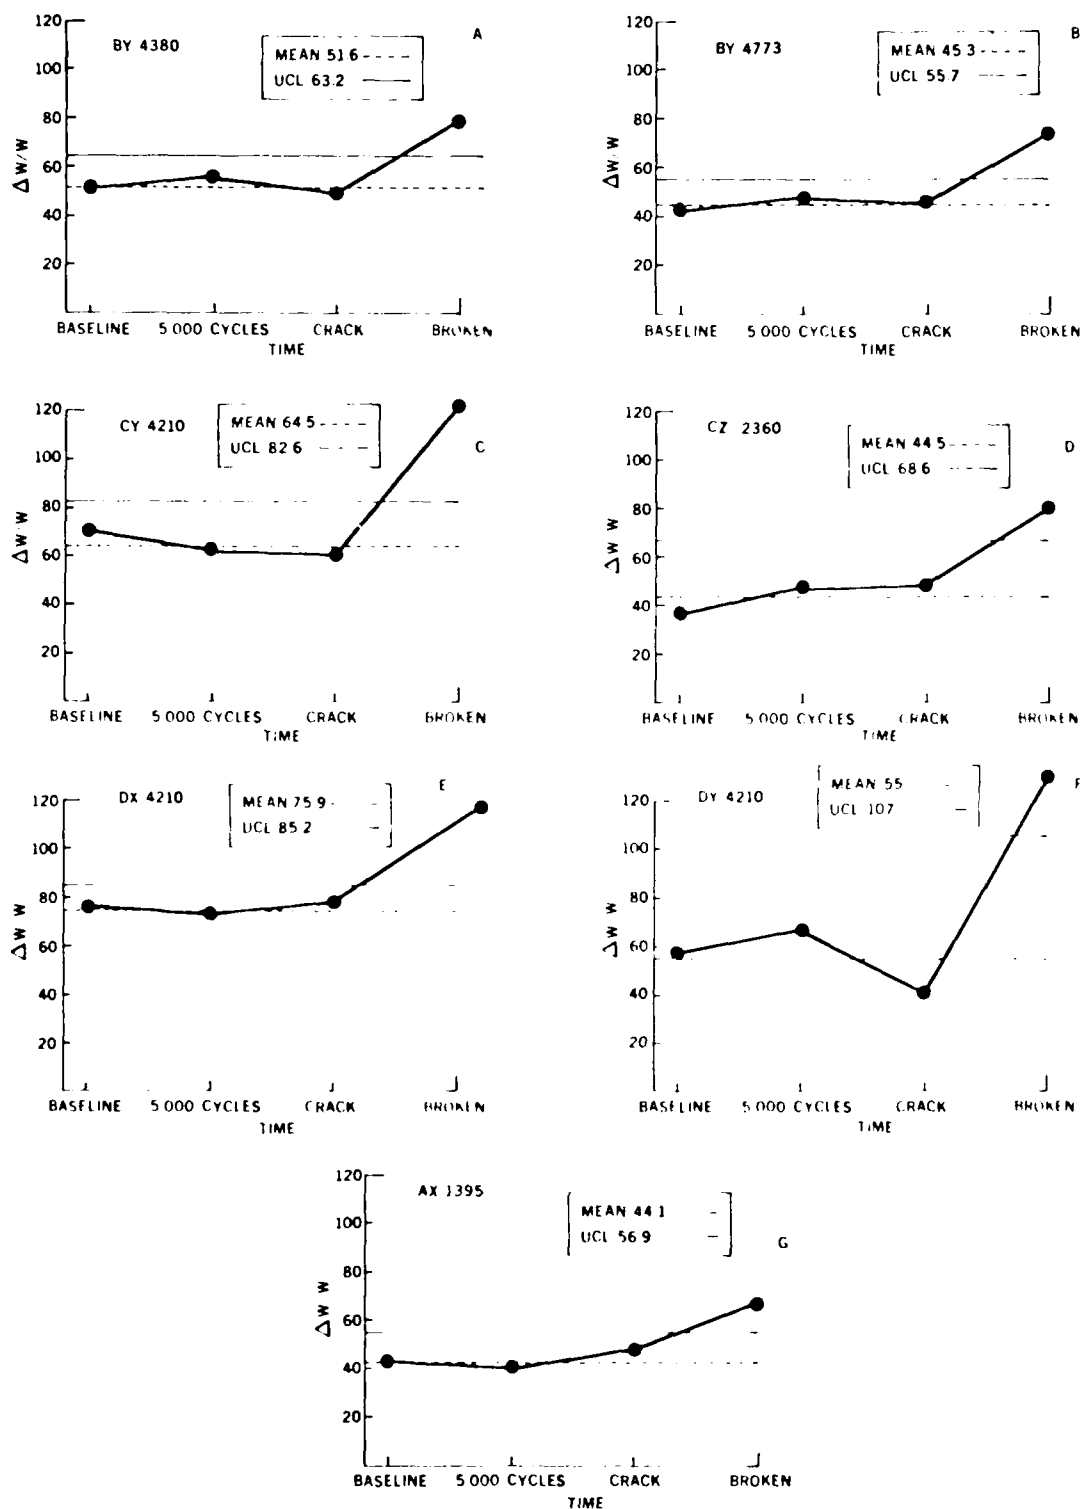 A
BY 4380
MEAN 51.6
UCL 63.2
120
100
80
60
40
20
ΔW/W
BASELINE 5 000 CYCLES CRACK BROKEN
TIME
B
BY 4773
MEAN 45.3
UCL 55.7
120
100
80
60
40
20
ΔW W
BASELINE 5 000 CYCLES CRACK BROKEN
TIME
C
CY 4210
MEAN 64 5
UCL 82 6
120
100
80
60
40
20
ΔW W
BASELINE 5 000 CYCLES CRACK BROKEN
TIME
D
CZ 2360
MEAN 44 5
UCL 68 6
120
100
80
60
40
20
ΔW W
BASELINE 5 000 CYCLES CRACK BROKEN
TIME
E
DX 4210
MEAN 75 9
UCL 85 2
120
100
80
60
40
20
ΔW W
BASELINE 5 000 CYCLES CRACK BROKEN
TIME
F
DY 4210
MEAN 55
UCL 107
120
100
80
60
40
20
ΔW W
BASELINE 5 000 CYCLES CRACK BROKEN
TIME
G
AX 1395
MEAN 44 1
UCL 56 9
120
100
80
60
40
20
ΔW W
BASELINE 5 000 CYCLES CRACK BROKEN
TIME